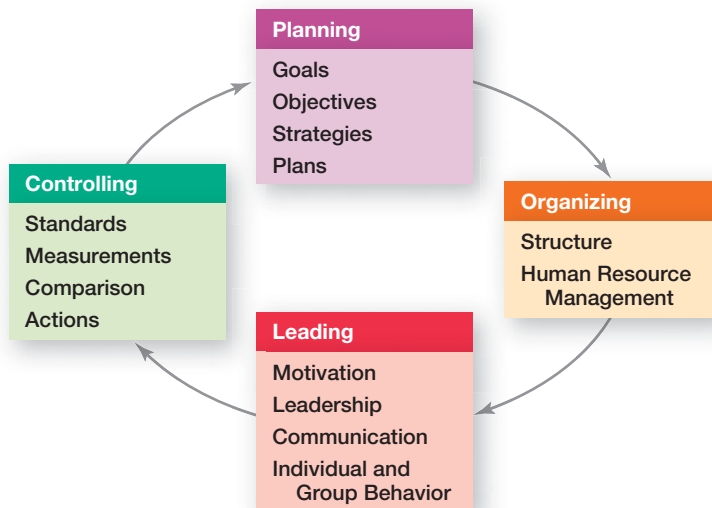 Planning
Goals
Objectives
Strategies
Plans
Controlling
Standards
Measurements
Comparison
Actions
Organizing
Structure
Human Resource
Management
Leading
Motivation
Leadership
Communication
Individual and
Group Behavior